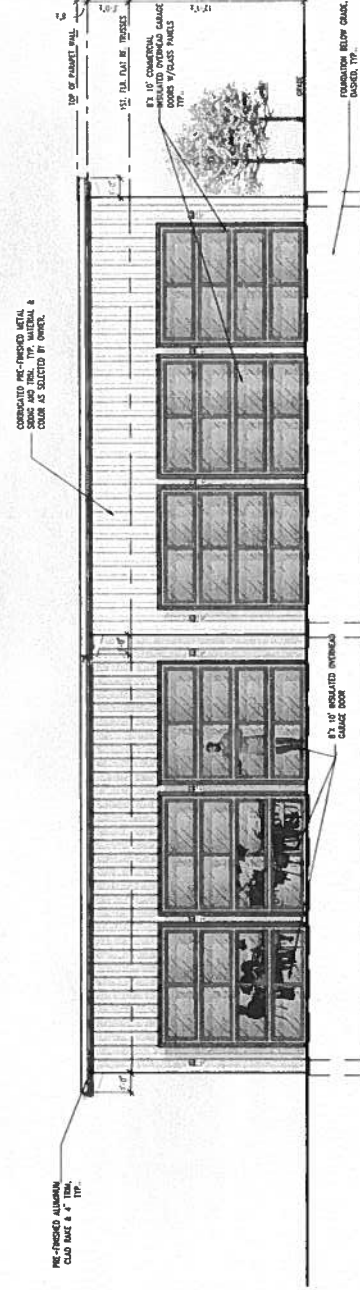 PRE-FINISHED ALUMINUM
CLAD RAKE & 4" TRIM,
TYP.
CORRUGATED PRE-FINISHED METAL
SIDING AND TRIM. TYP. MATERIAL &
COLOR AS SELECTED BY OWNER.
TOP OF PARAPET WALL
1ST. FLR. FLAT RF. TRUSSES
8'X 10' COMMERCIAL
INSULATED OVERHEAD GARAGE
DOORS W/GLASS PANELS
TYP.
GRADE
8'X 10' INSULATED OVERHEAD
GARAGE DOOR
FOUNDATION BELOW GRADE,
DASHED, TYP.